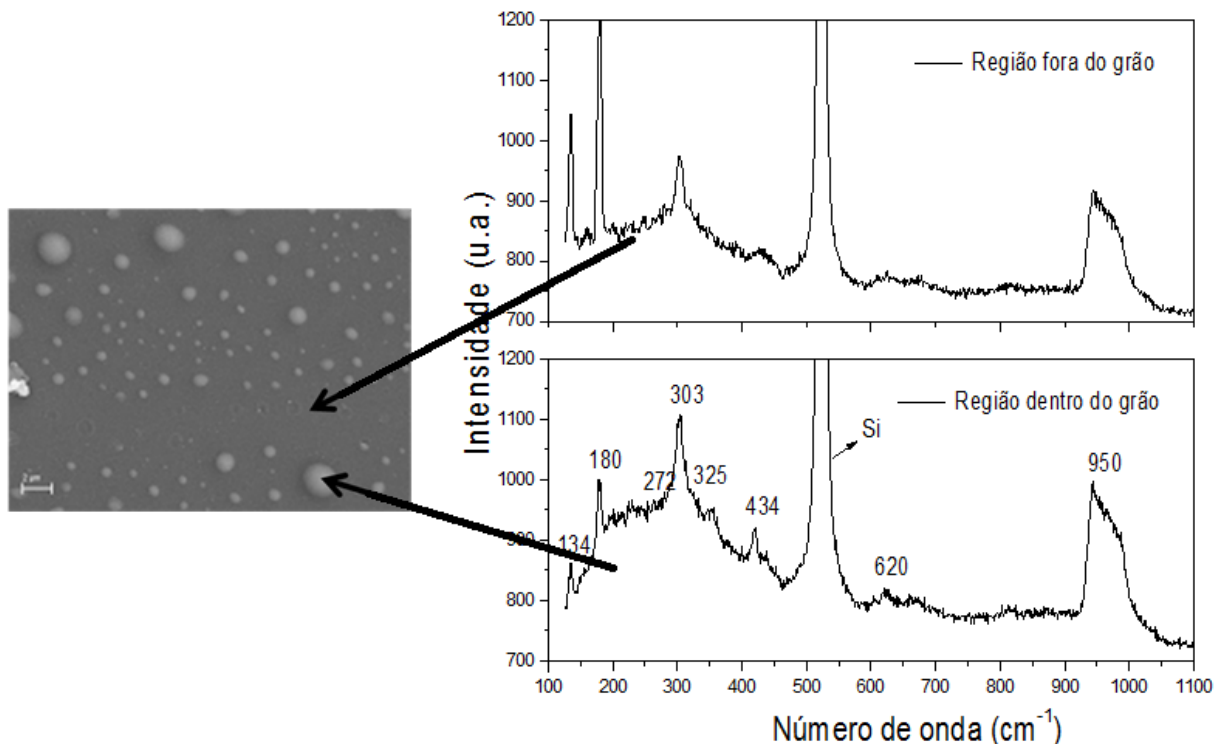 1200
1100
1000
900
800
700
Região fora do grão
Intensidade (u.a.)
2 µm
1200
1100
1000
900
800
700
Região dentro do grão
303
Si
180
272
325
950
434
134
620
100 200 300 400 500 600 700 800 900 1000 1100
Número de onda (cm⁻¹)